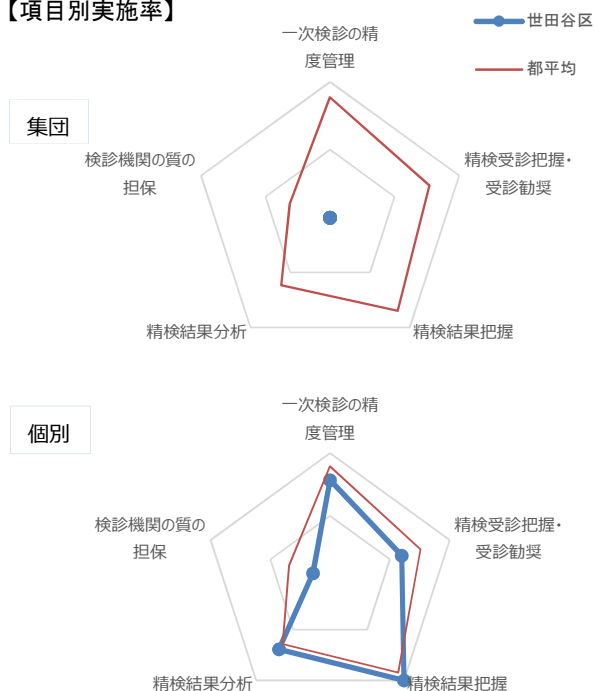 【項目別実施率】
世田谷区
都平均
集団
一次検診の精
度管理
精検受診把握・
受診勧奨
精検結果把握
精検結果分析
検診機関の質の
担保
個別
一次検診の精
度管理
精検受診把握・
受診勧奨
精検結果把握
精検結果分析
検診機関の質の
担保